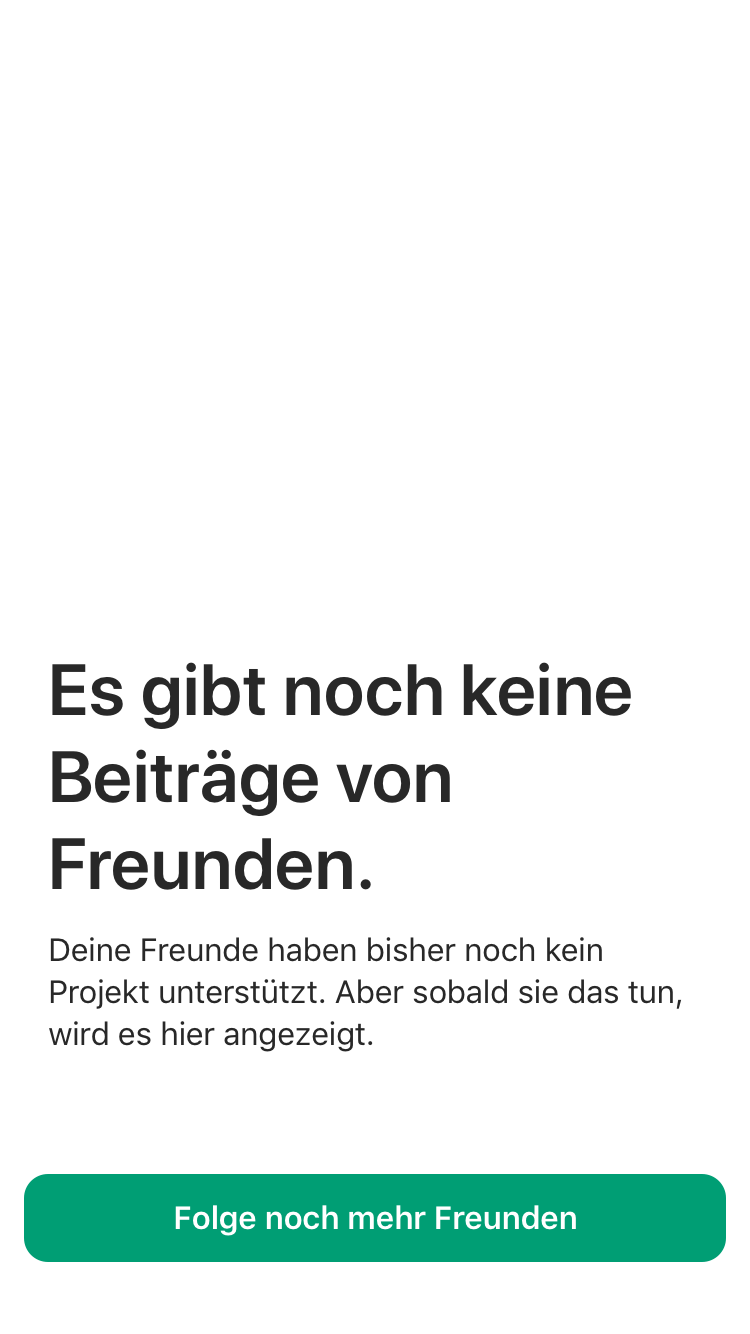 Es gibt noch keine
Beiträge von
Freunden.
Deine Freunde haben bisher noch kein
Projekt unterstützt. Aber sobald sie das tun,
wird es hier angezeigt.
Folge noch mehr Freunden